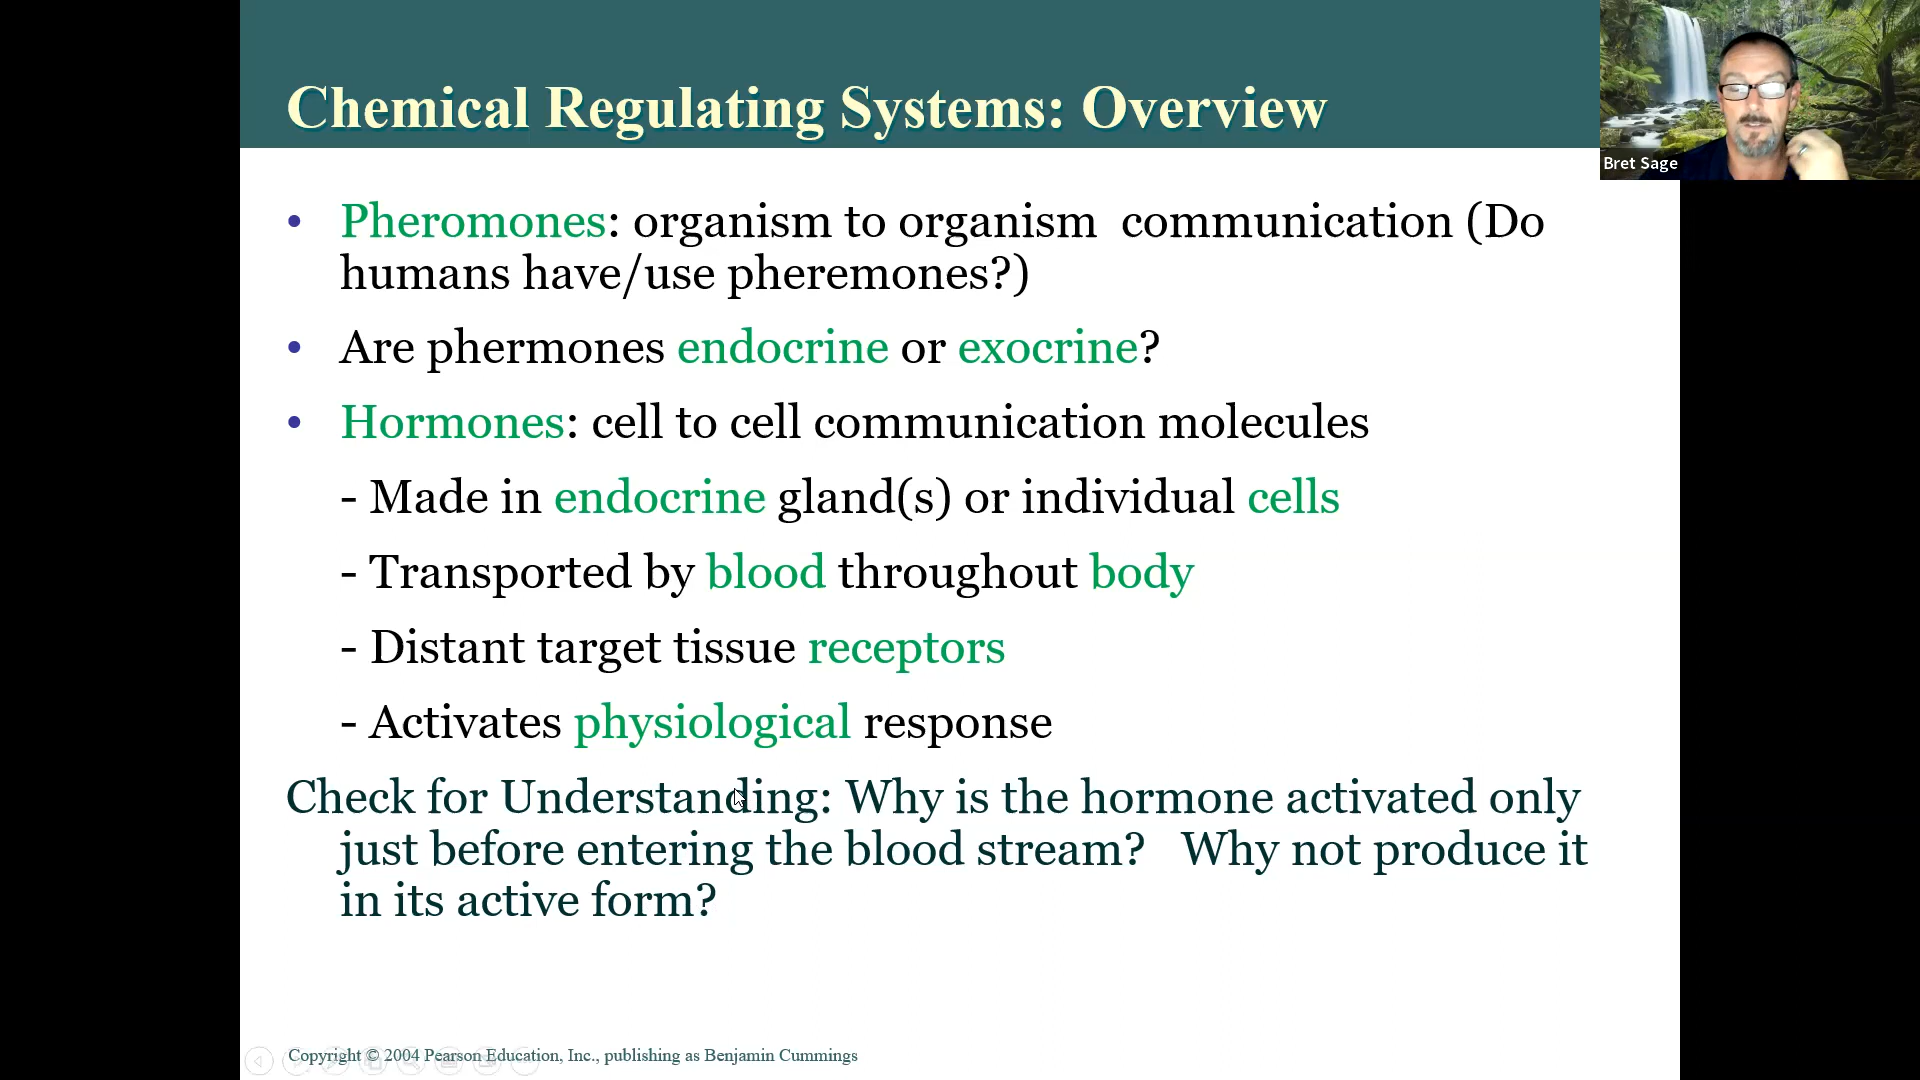 Chemical Regulating Systems: Overview
Bret Sage
• Pheromones: organism to organism  communication (Do
humans have/use pheremones?)
• Are phermones endocrine or exocrine?
• Hormones: cell to cell communication molecules
- Made in endocrine gland(s) or individual cells
- Transported by blood throughout body
- Distant target tissue receptors
- Activates physiological response
Check for Understanding: Why is the hormone activated only
just before entering the blood stream?   Why not produce it
in its active form?
Copyright © 2004 Pearson Education, Inc., publishing as Benjamin Cummings